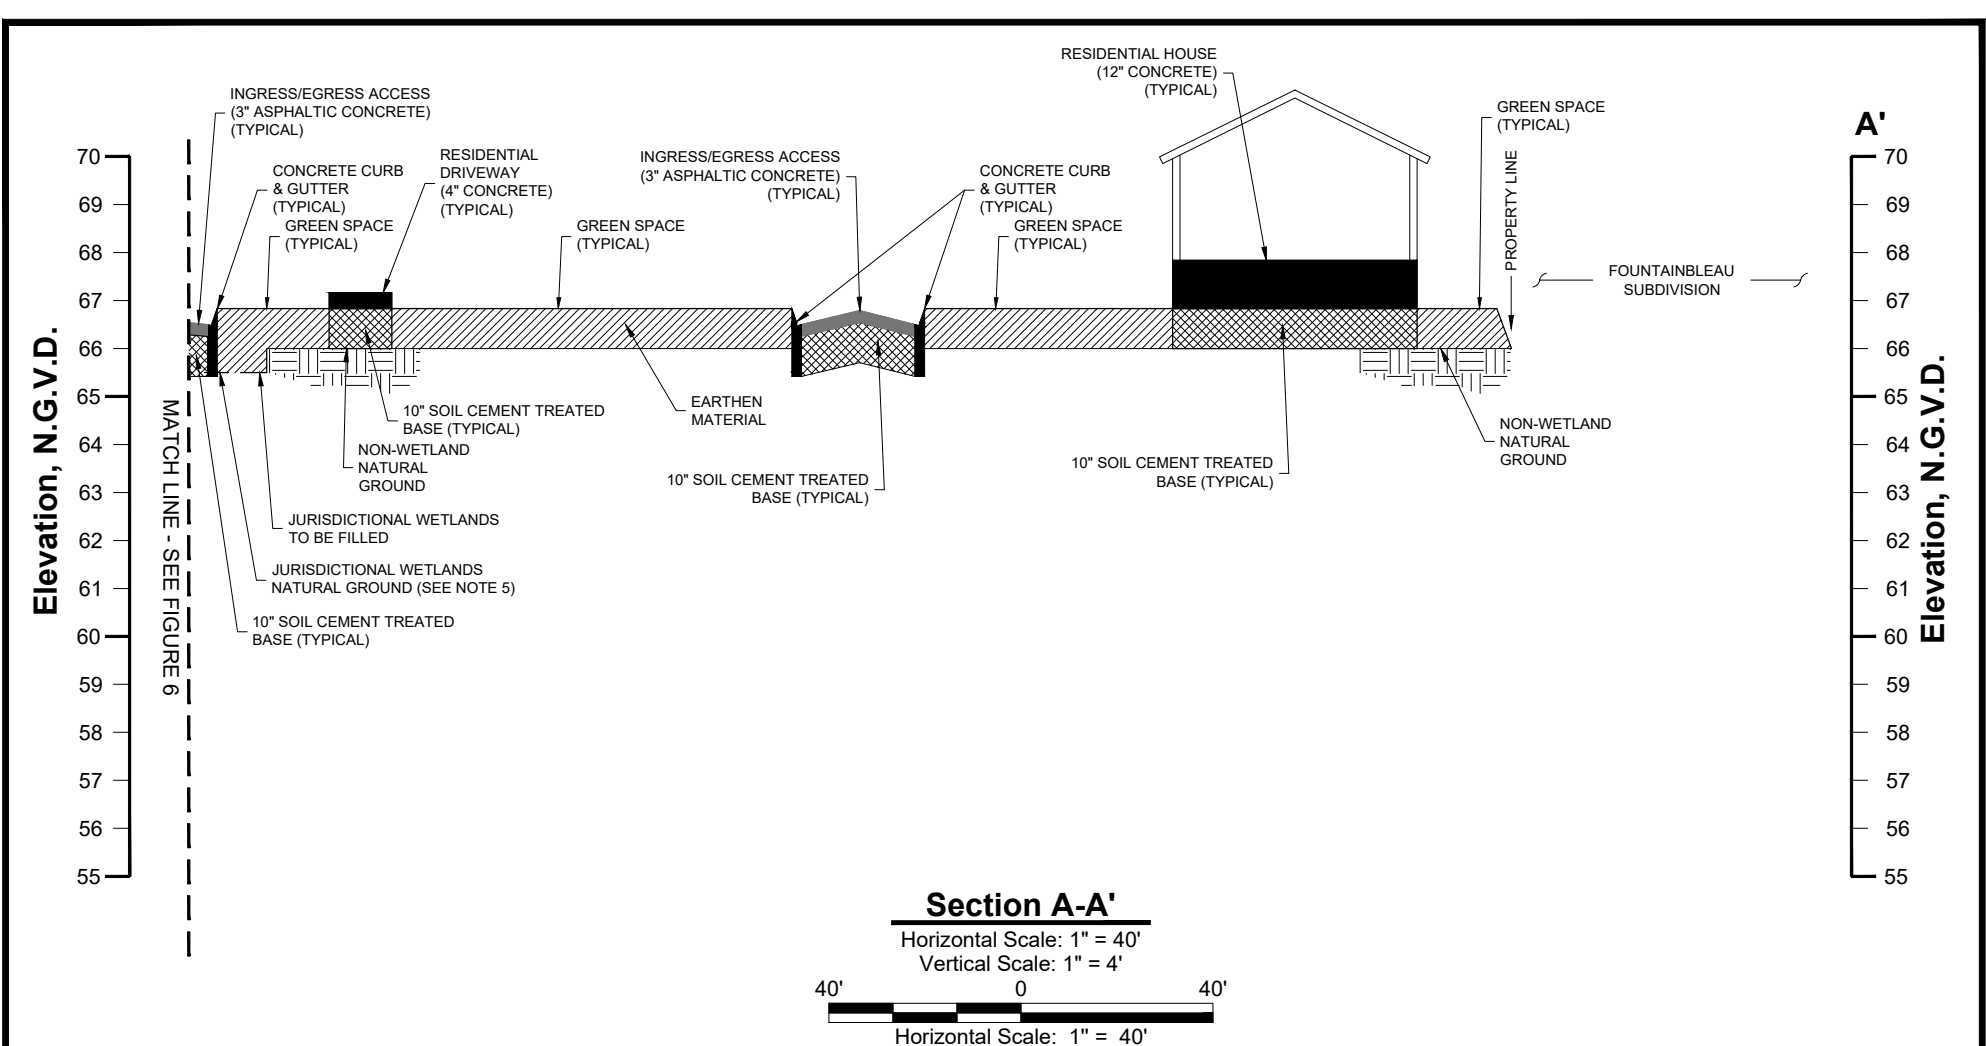 RESIDENTIAL HOUSE
(12" CONCRETE)
(TYPICAL)
INGRESS/EGRESS ACCESS
(3" ASPHALTIC CONCRETE)
(TYPICAL)
GREEN SPACE
(TYPICAL)
A'
CONCRETE CURB
& GUTTER
(TYPICAL)
RESIDENTIAL
DRIVEWAY
(4" CONCRETE)
(TYPICAL)
INGRESS/EGRESS ACCESS
(3" ASPHALTIC CONCRETE)
(TYPICAL)
CONCRETE CURB
& GUTTER
(TYPICAL)
PROPERTY LINE
GREEN SPACE
(TYPICAL)
GREEN SPACE
(TYPICAL)
GREEN SPACE
(TYPICAL)
FOUNTAINBLEAU
SUBDIVISION
70
69
68
67
66
65
64
63
62
61
60
59
58
57
56
55
Elevation, N.G.V.D.
MATCH LINE - SEE FIGURE 6
10" SOIL CEMENT TREATED
BASE (TYPICAL)
NON-WETLAND
NATURAL
GROUND
EARTHEN
MATERIAL
10" SOIL CEMENT TREATED
BASE (TYPICAL)
10" SOIL CEMENT TREATED
BASE (TYPICAL)
NON-WETLAND
NATURAL
GROUND
JURISDICTIONAL WETLANDS
TO BE FILLED
JURISDICTIONAL WETLANDS
NATURAL GROUND (SEE NOTE 5)
10" SOIL CEMENT TREATED
BASE (TYPICAL)
70
69
68
67
66
65
64
63
62
61
60
59
58
57
56
55
Elevation, N.G.V.D.
Section A-A'
Horizontal Scale: 1" = 40'
Vertical Scale: 1" = 4'
40' 0 40'
Horizontal Scale: 1" = 40'